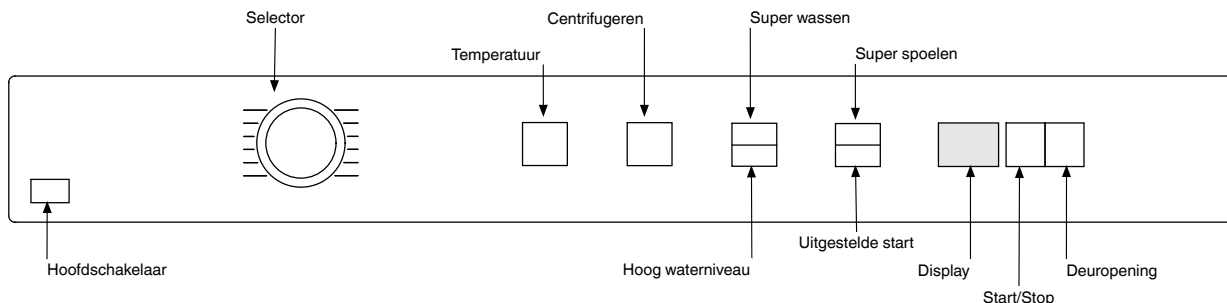 Selector
Centrifugeren
Super wassen
Temperatuur
Super spoelen
Hoofdschakelaar
Hoog waterniveau
Uitgestelde start
Display
Deuropening
Start/Stop